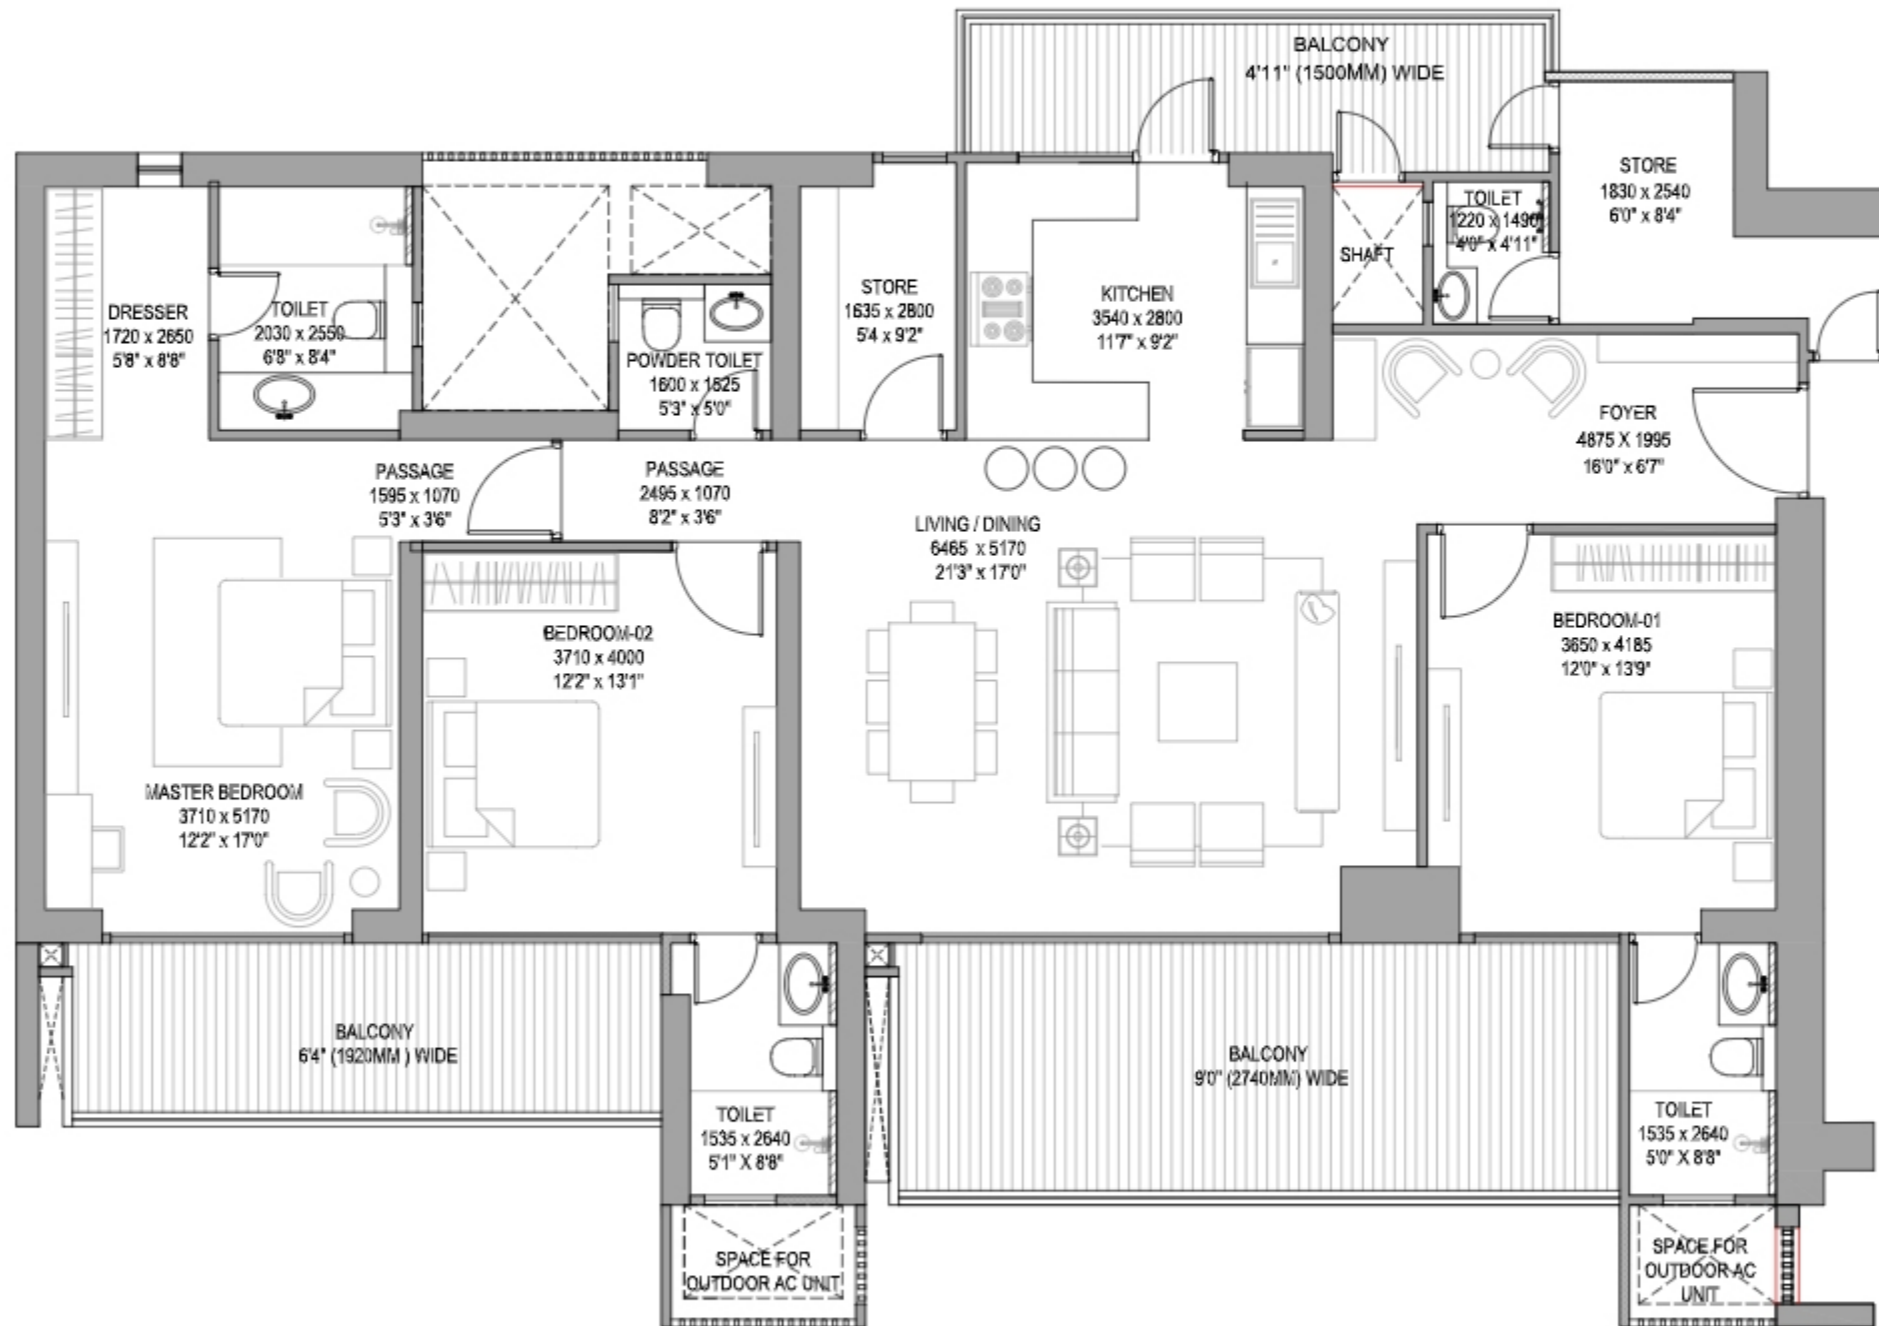 BALCONY
4'11" (1500MM) WIDE
STORE
1830 x 2540
6'0" x 8'4"
TOILET
1220 x 1490
4'0" x 4'11"
SHAFT
DRESSER
1720 x 2650
5'8" x 8'8"
TOILET
2030 x 2550
6'8" x 8'4"
POWDER TOILET
1600 x 1525
5'3" x 5'0"
STORE
1635 x 2800
5'4 x 9'2"
KITCHEN
3540 x 2800
11'7" x 9'2"
FOYER
4875 X 1995
16'0" x 6'7"
PASSAGE
1595 x 1070
5'3" x 3'6"
PASSAGE
2495 x 1070
8'2" x 3'6"
LIVING / DINING
6465 x 5170
21'3" x 17'0"
BEDROOM-02
3710 x 4000
12'2" x 13'1"
BEDROOM-01
3650 x 4185
12'0" x 13'9"
MASTER BEDROOM
3710 x 5170
12'2" x 17'0"
BALCONY
6'4" (1920MM ) WIDE
BALCONY
9'0" (2740MM) WIDE
TOILET
1535 x 2640
5'1" X 8'8"
TOILET
1535 x 2640
5'0" X 8'8"
SPACE FOR
OUTDOOR AC UNIT
SPACE FOR
OUTDOOR AC
UNIT